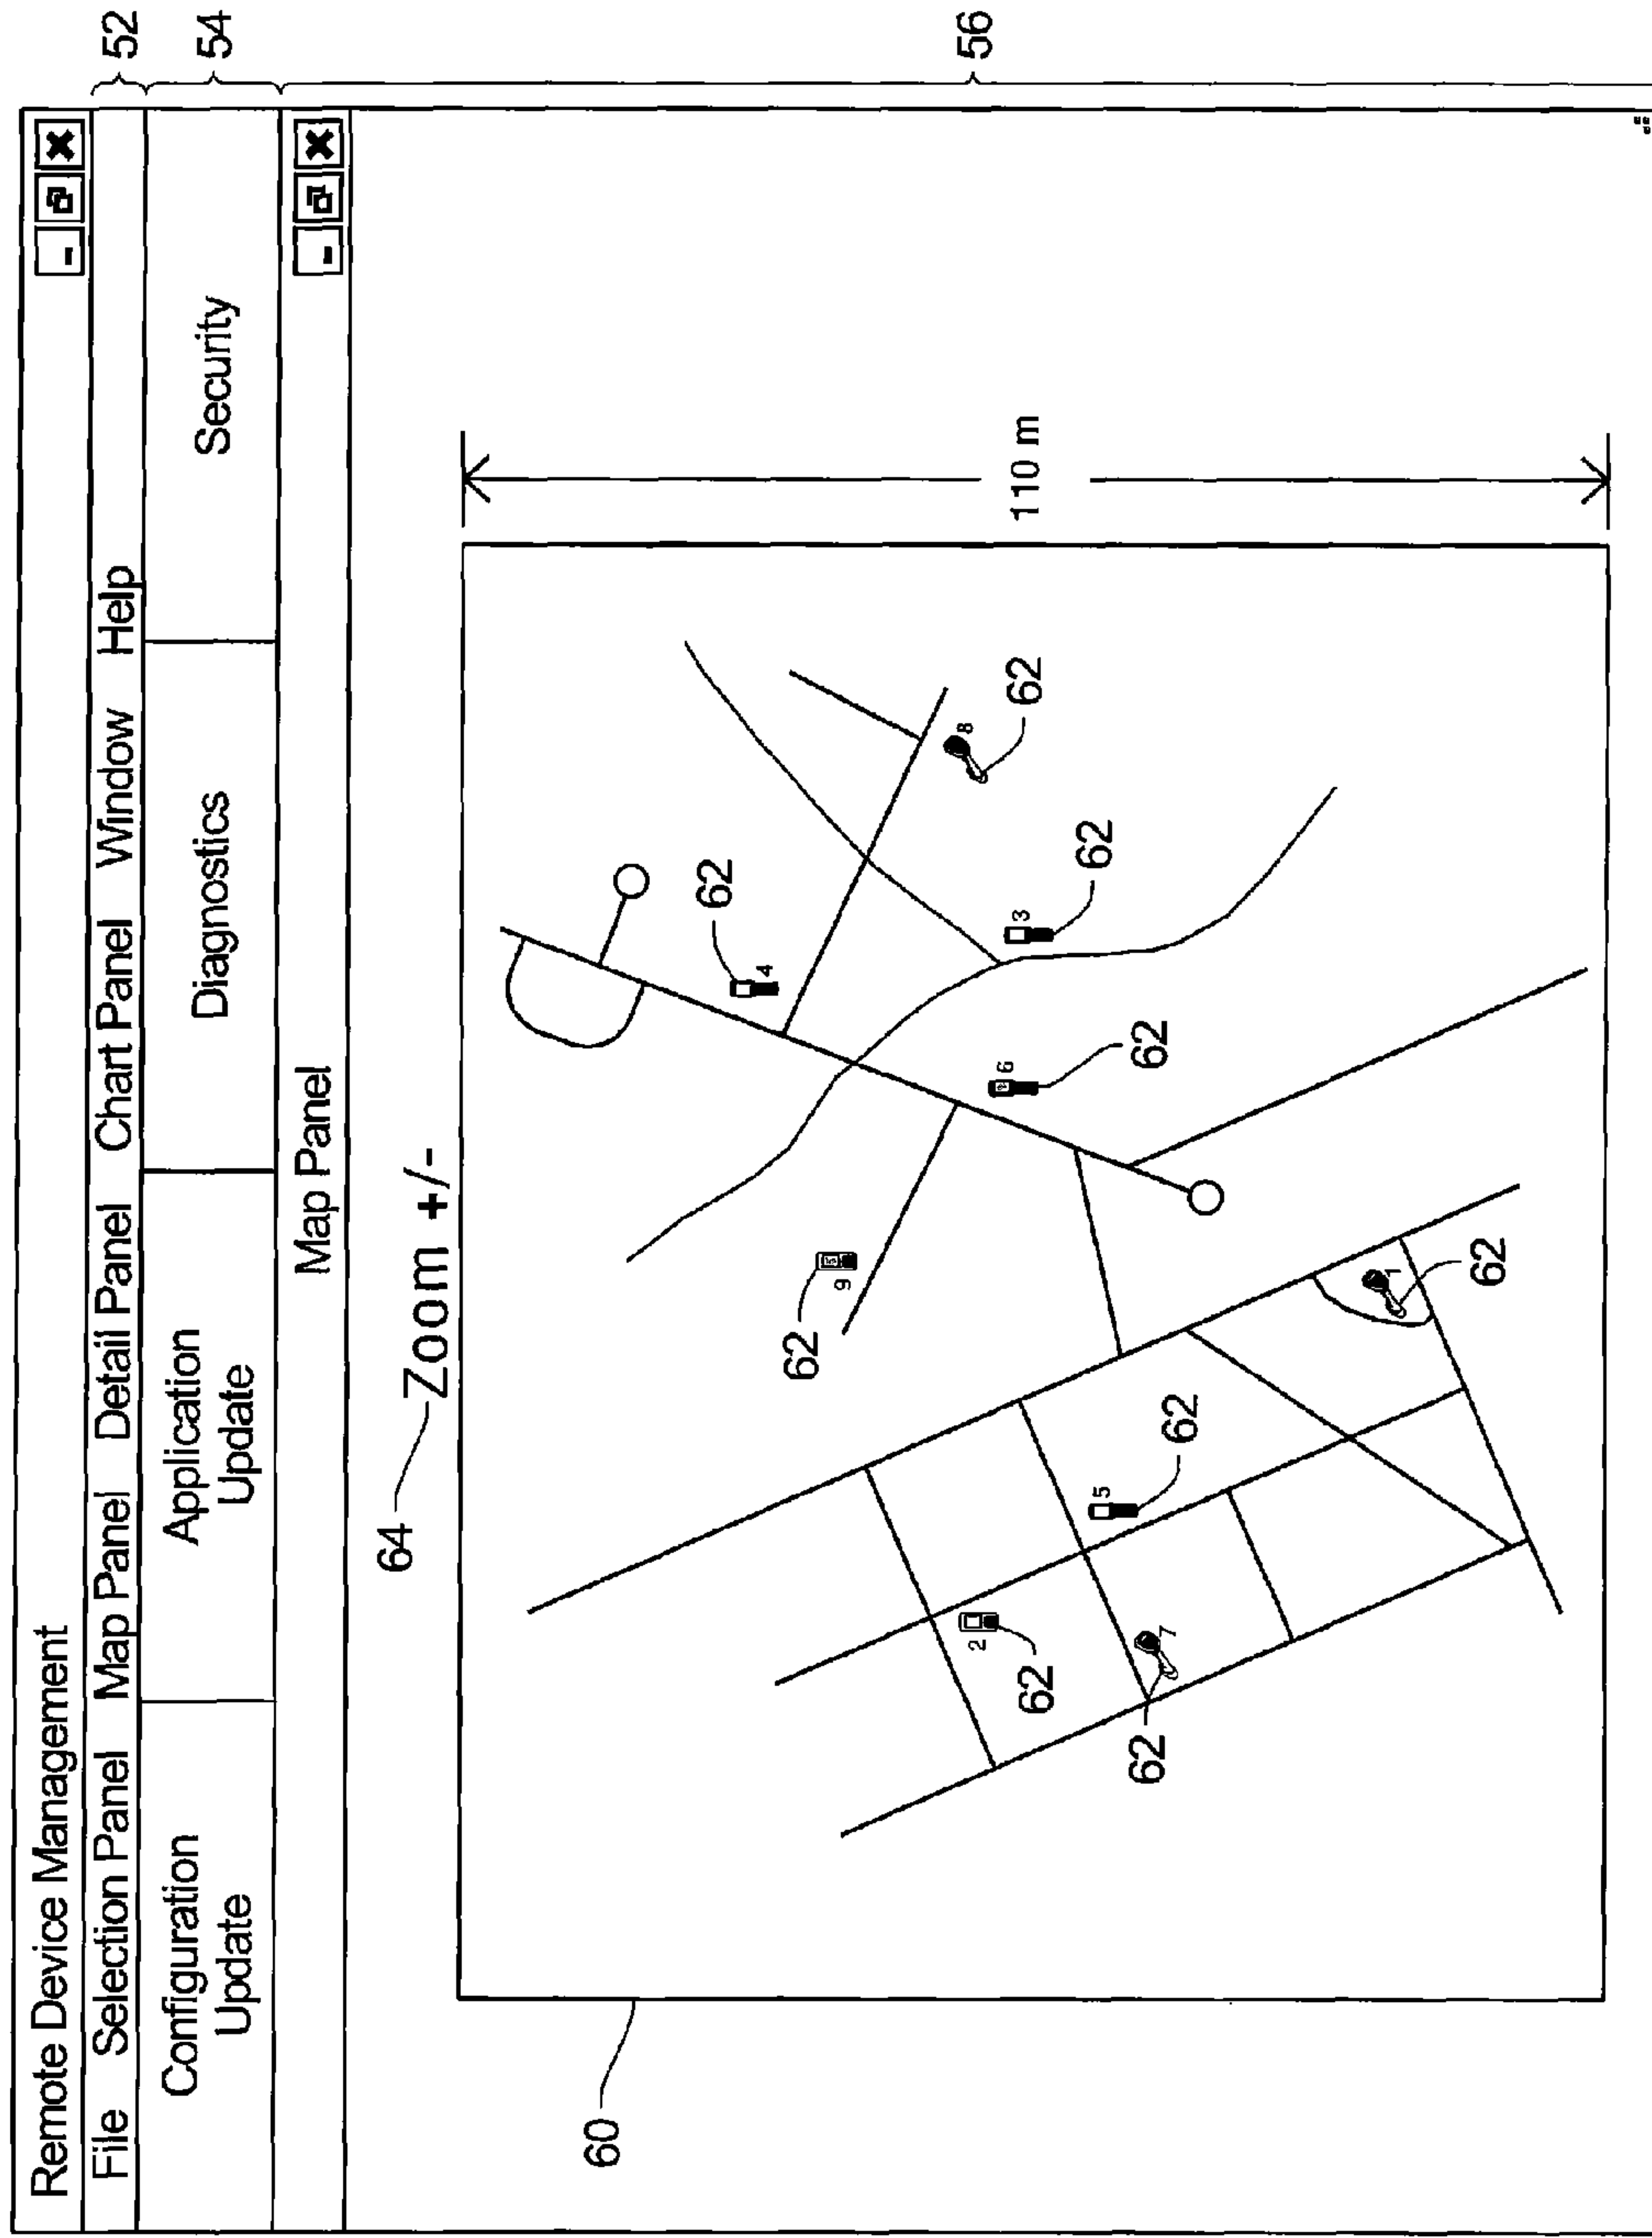 Remote Device Management
File Selection Panel Map Panel Detail Panel Chart Panel Window Help
52
Configuration
Update
Application
Update
Diagnostics
Security
54
Map Panel
56
64
Zoom +/-
60
110 m
62
4
62
9
62
8
62
3
62
6
62
2
62
5
62
7
62
1